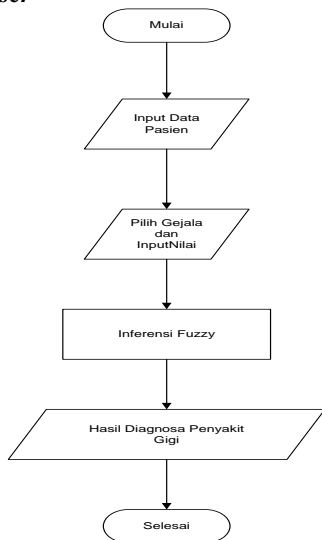 Mulai
Input Data
Pasien
Pilih Gejala
dan
InputNilai
Inferensi Fuzzy
Hasil Diagnosa Penyakit
Gigi
Selesai